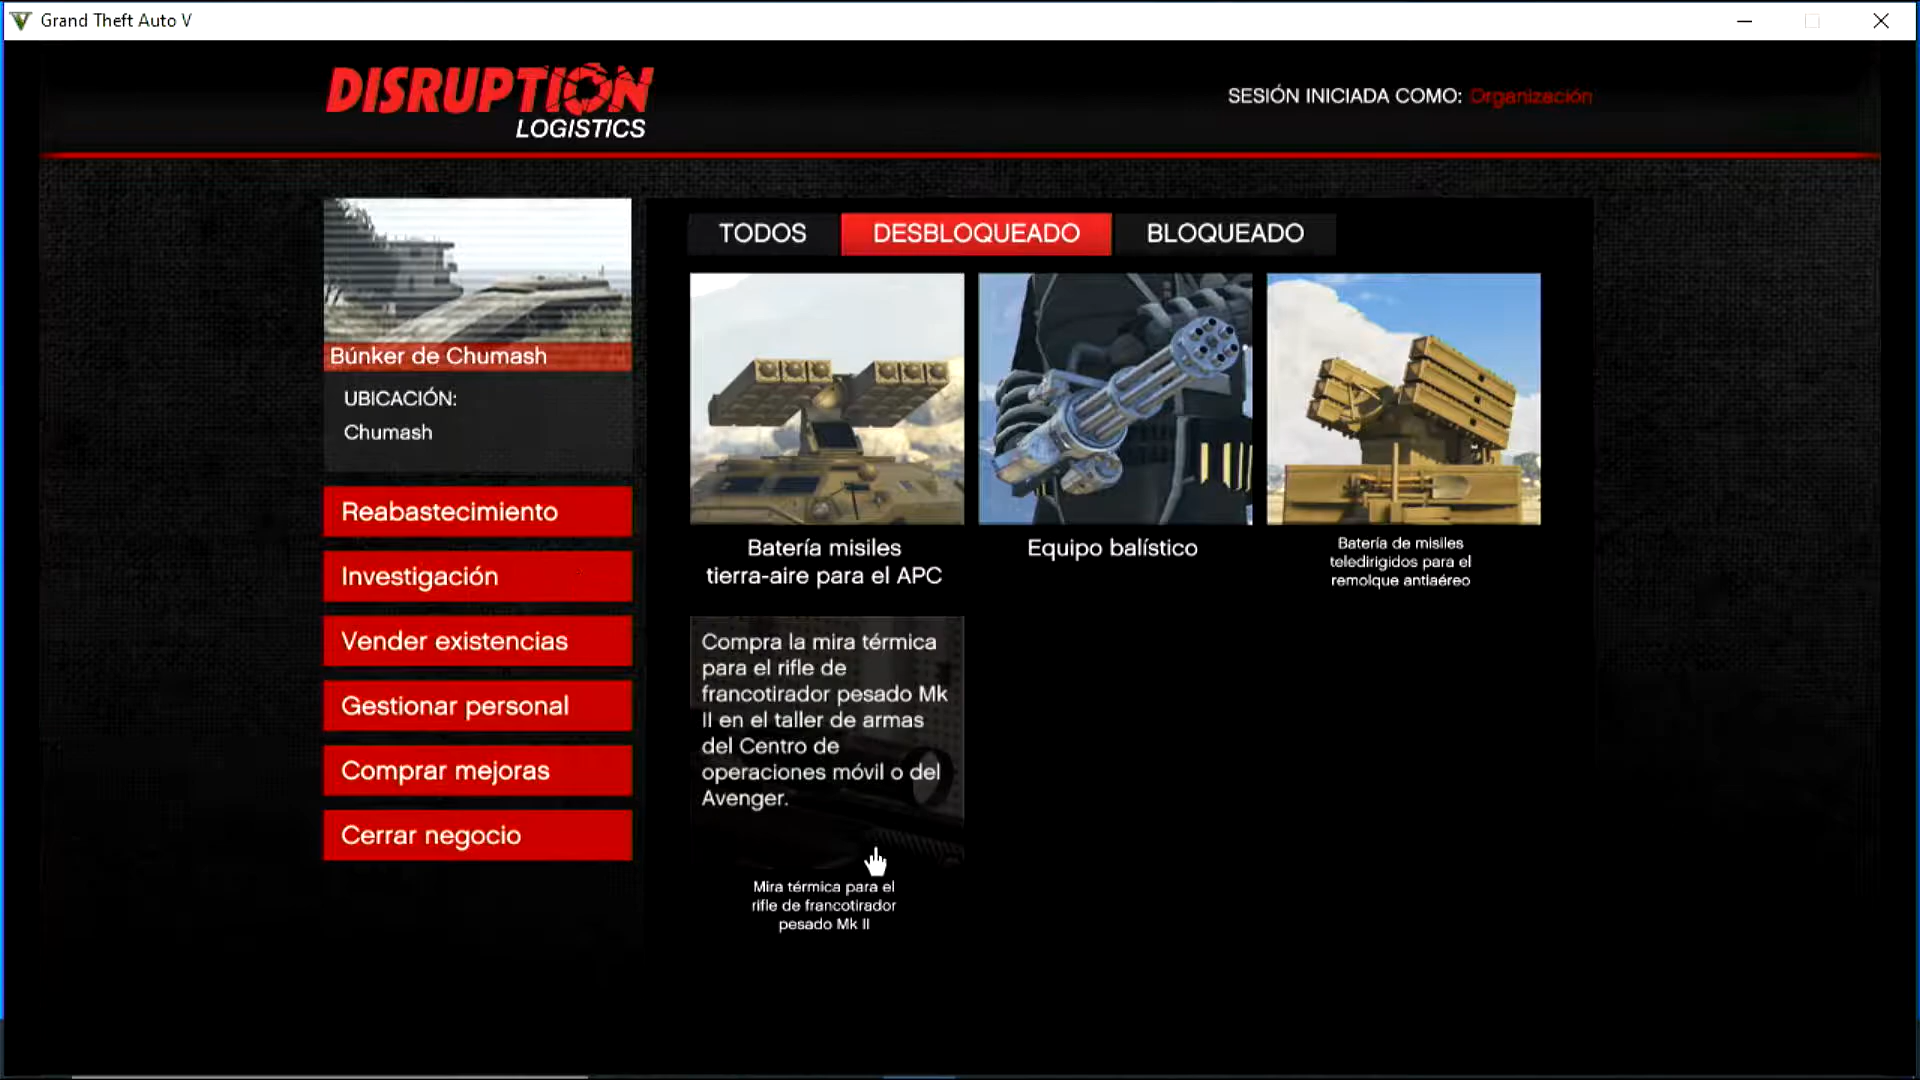 Grand Theft Auto V
DISRUPTION
LOGISTICS
SESIÓN INICIADA COMO: Organización
Búnker de Chumash
UBICACIÓN:
Chumash
Reabastecimiento
Investigación
Vender existencias
Gestionar personal
Comprar mejoras
Cerrar negocio
TODOS
DESBLOQUEADO
BLOQUEADO
Batería misiles
tierra-aire para el APC
Equipo balístico
Batería de misiles
teledirigidos para el
remolque antiaéreo
Compra la mira térmica
para el rifle de
francotirador pesado Mk
II en el taller de armas
del Centro de
operaciones móvil o del
Avenger.
Mira térmica para el
rifle de francotirador
pesado Mk II